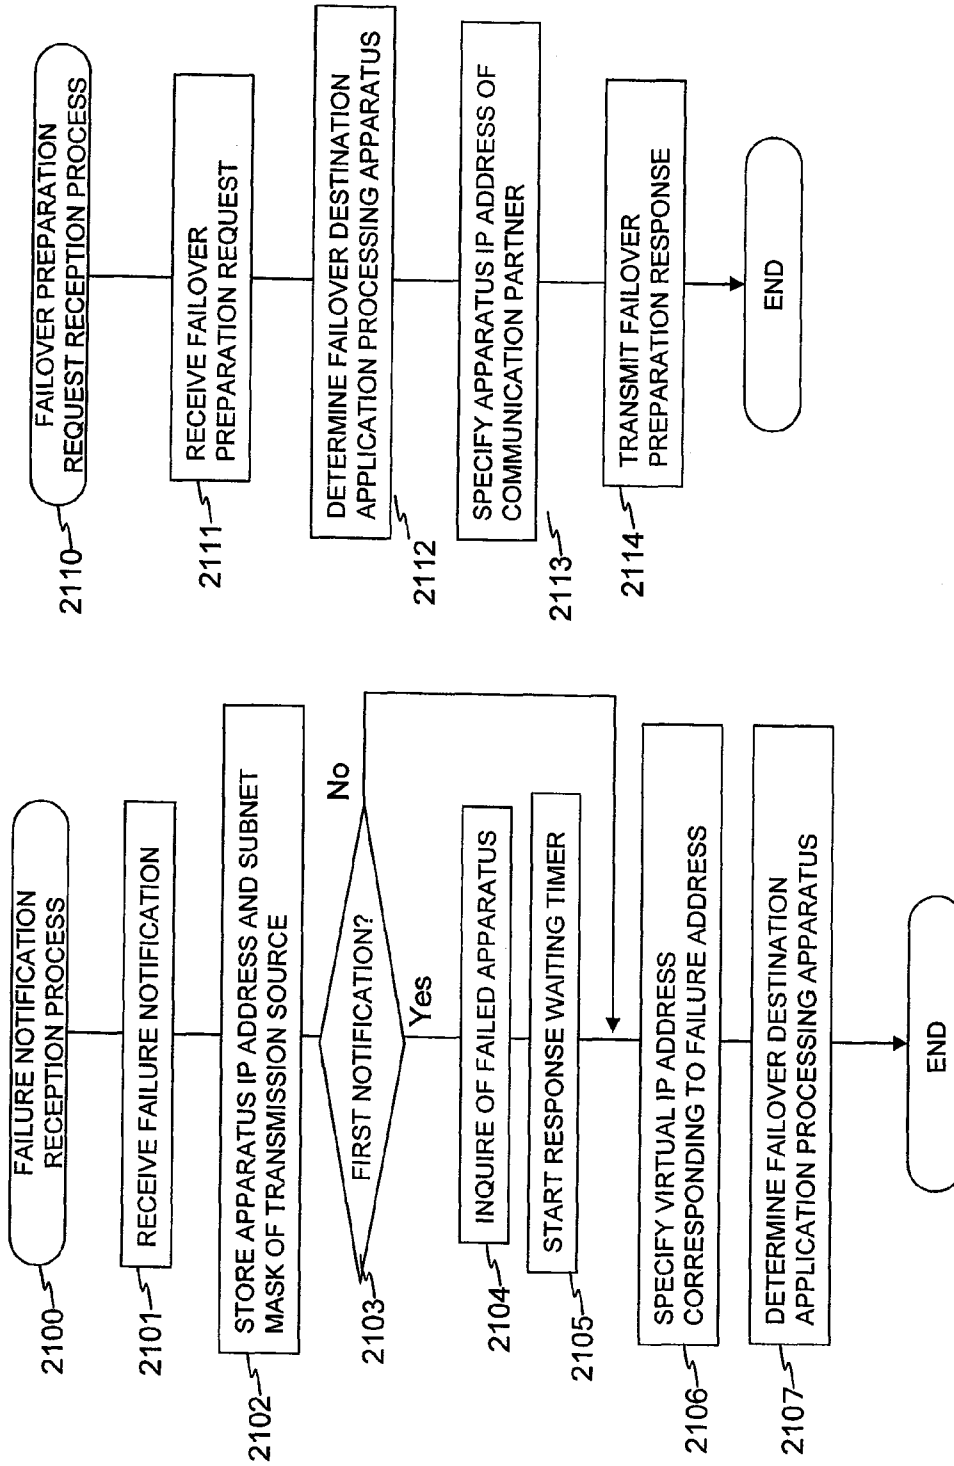 FAILURE NOTIFICATION
RECEPTION PROCESS
2100
RECEIVE FAILURE NOTIFICATION
2101
STORE APPARATUS IP ADDRESS AND SUBNET
MASK OF TRANSMISSION SOURCE
2102
FIRST NOTIFICATION?
2103
No
Yes
INQUIRE OF FAILED APPARATUS
2104
START RESPONSE WAITING TIMER
2105
SPECIFY VIRTUAL IP ADDRESS
CORRESPONDING TO FAILURE ADDRESS
2106
DETERMINE FAILOVER DESTINATION
APPLICATION PROCESSING APPARATUS
2107
END
FAILOVER PREPARATION
REQUEST RECEPTION PROCESS
2110
RECEIVE FAILOVER
PREPARATION REQUEST
2111
DETERMINE FAILOVER DESTINATION
APPLICATION PROCESSING APPARATUS
2112
SPECIFY APPARATUS IP ADDRESS OF
COMMUNICATION PARTNER
2113
TRANSMIT FAILOVER
PREPARATION RESPONSE
2114
END